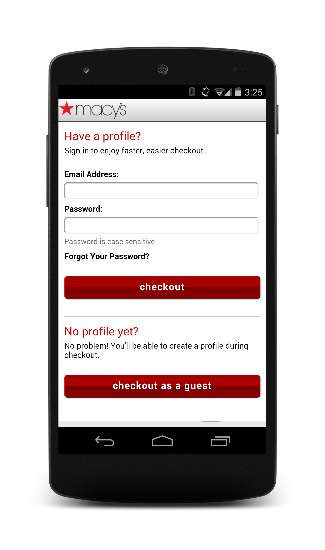 3:25
macy's
Have a profile?
Sign in to enjoy faster, easier checkout.
Email Address:
Password:
Password is case sensitive
Forgot Your Password?
checkout
No profile yet?
No problem! You'll be able to create a profile during
checkout.
checkout as a guest